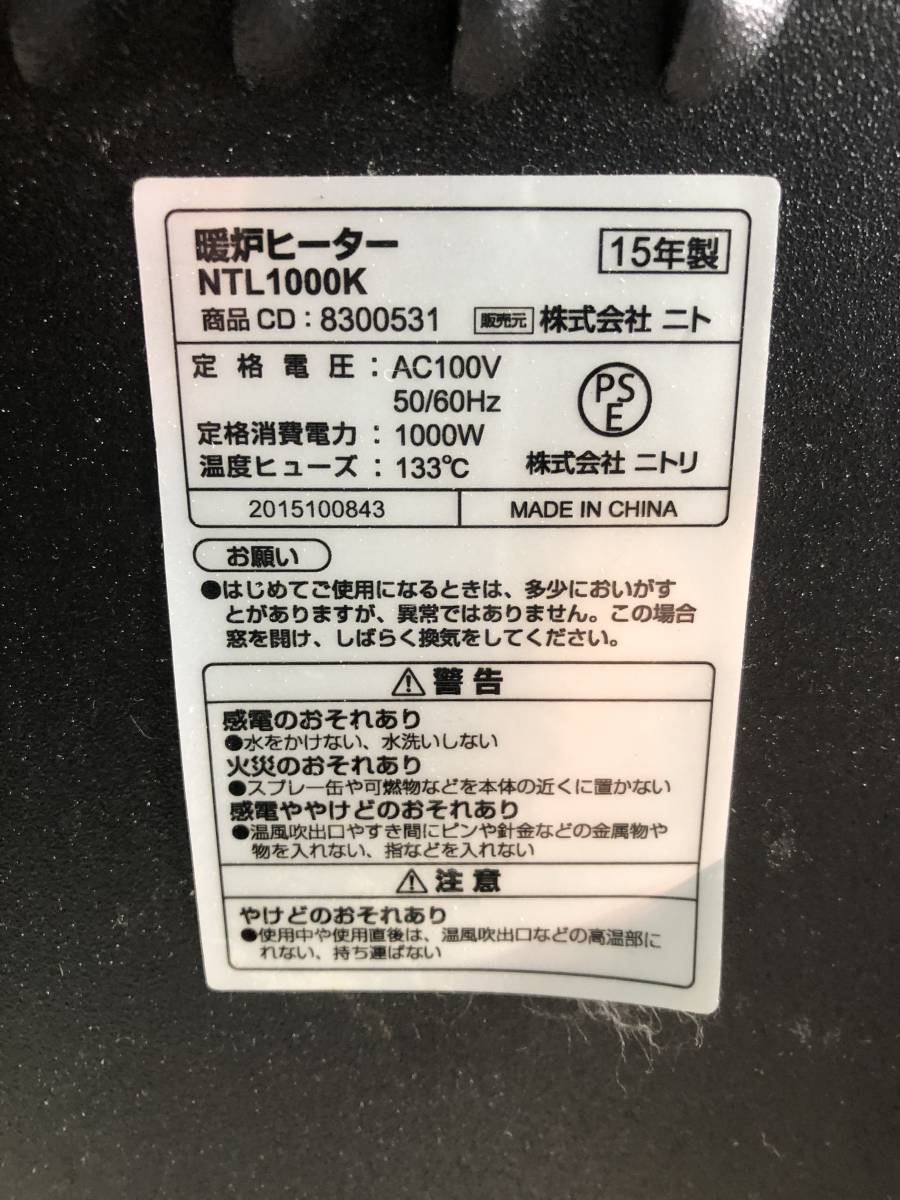 暖炉ヒーター
15年製
NTL1000K
商品CD:8300531 販売元 株式会社 ニト
定格電圧:AC100V
50/60Hz
定格消費電力:1000W
温度ヒューズ:133℃
PSE
株式会社 ニトリ
2015100843
MADE IN CHINA
お願い
●はじめてご使用になるときは、多少においがす
とがありますが、異常ではありません。この場合
窓を開け、しばらく換気をしてください。
⚠警告
感電のおそれあり
●水をかけない、水洗いしない
火災のおそれあり
●スプレー缶や可燃物などを本体の近くに置かない
感電ややけどのおそれあり
●温風吹出口やすき間にピンや針金などの金属物や
物を入れない、指などを入れない
⚠注意
やけどのおそれあり
●使用中や使用直後は、温風吹出口などの高温部に
れない、持ち運ばない